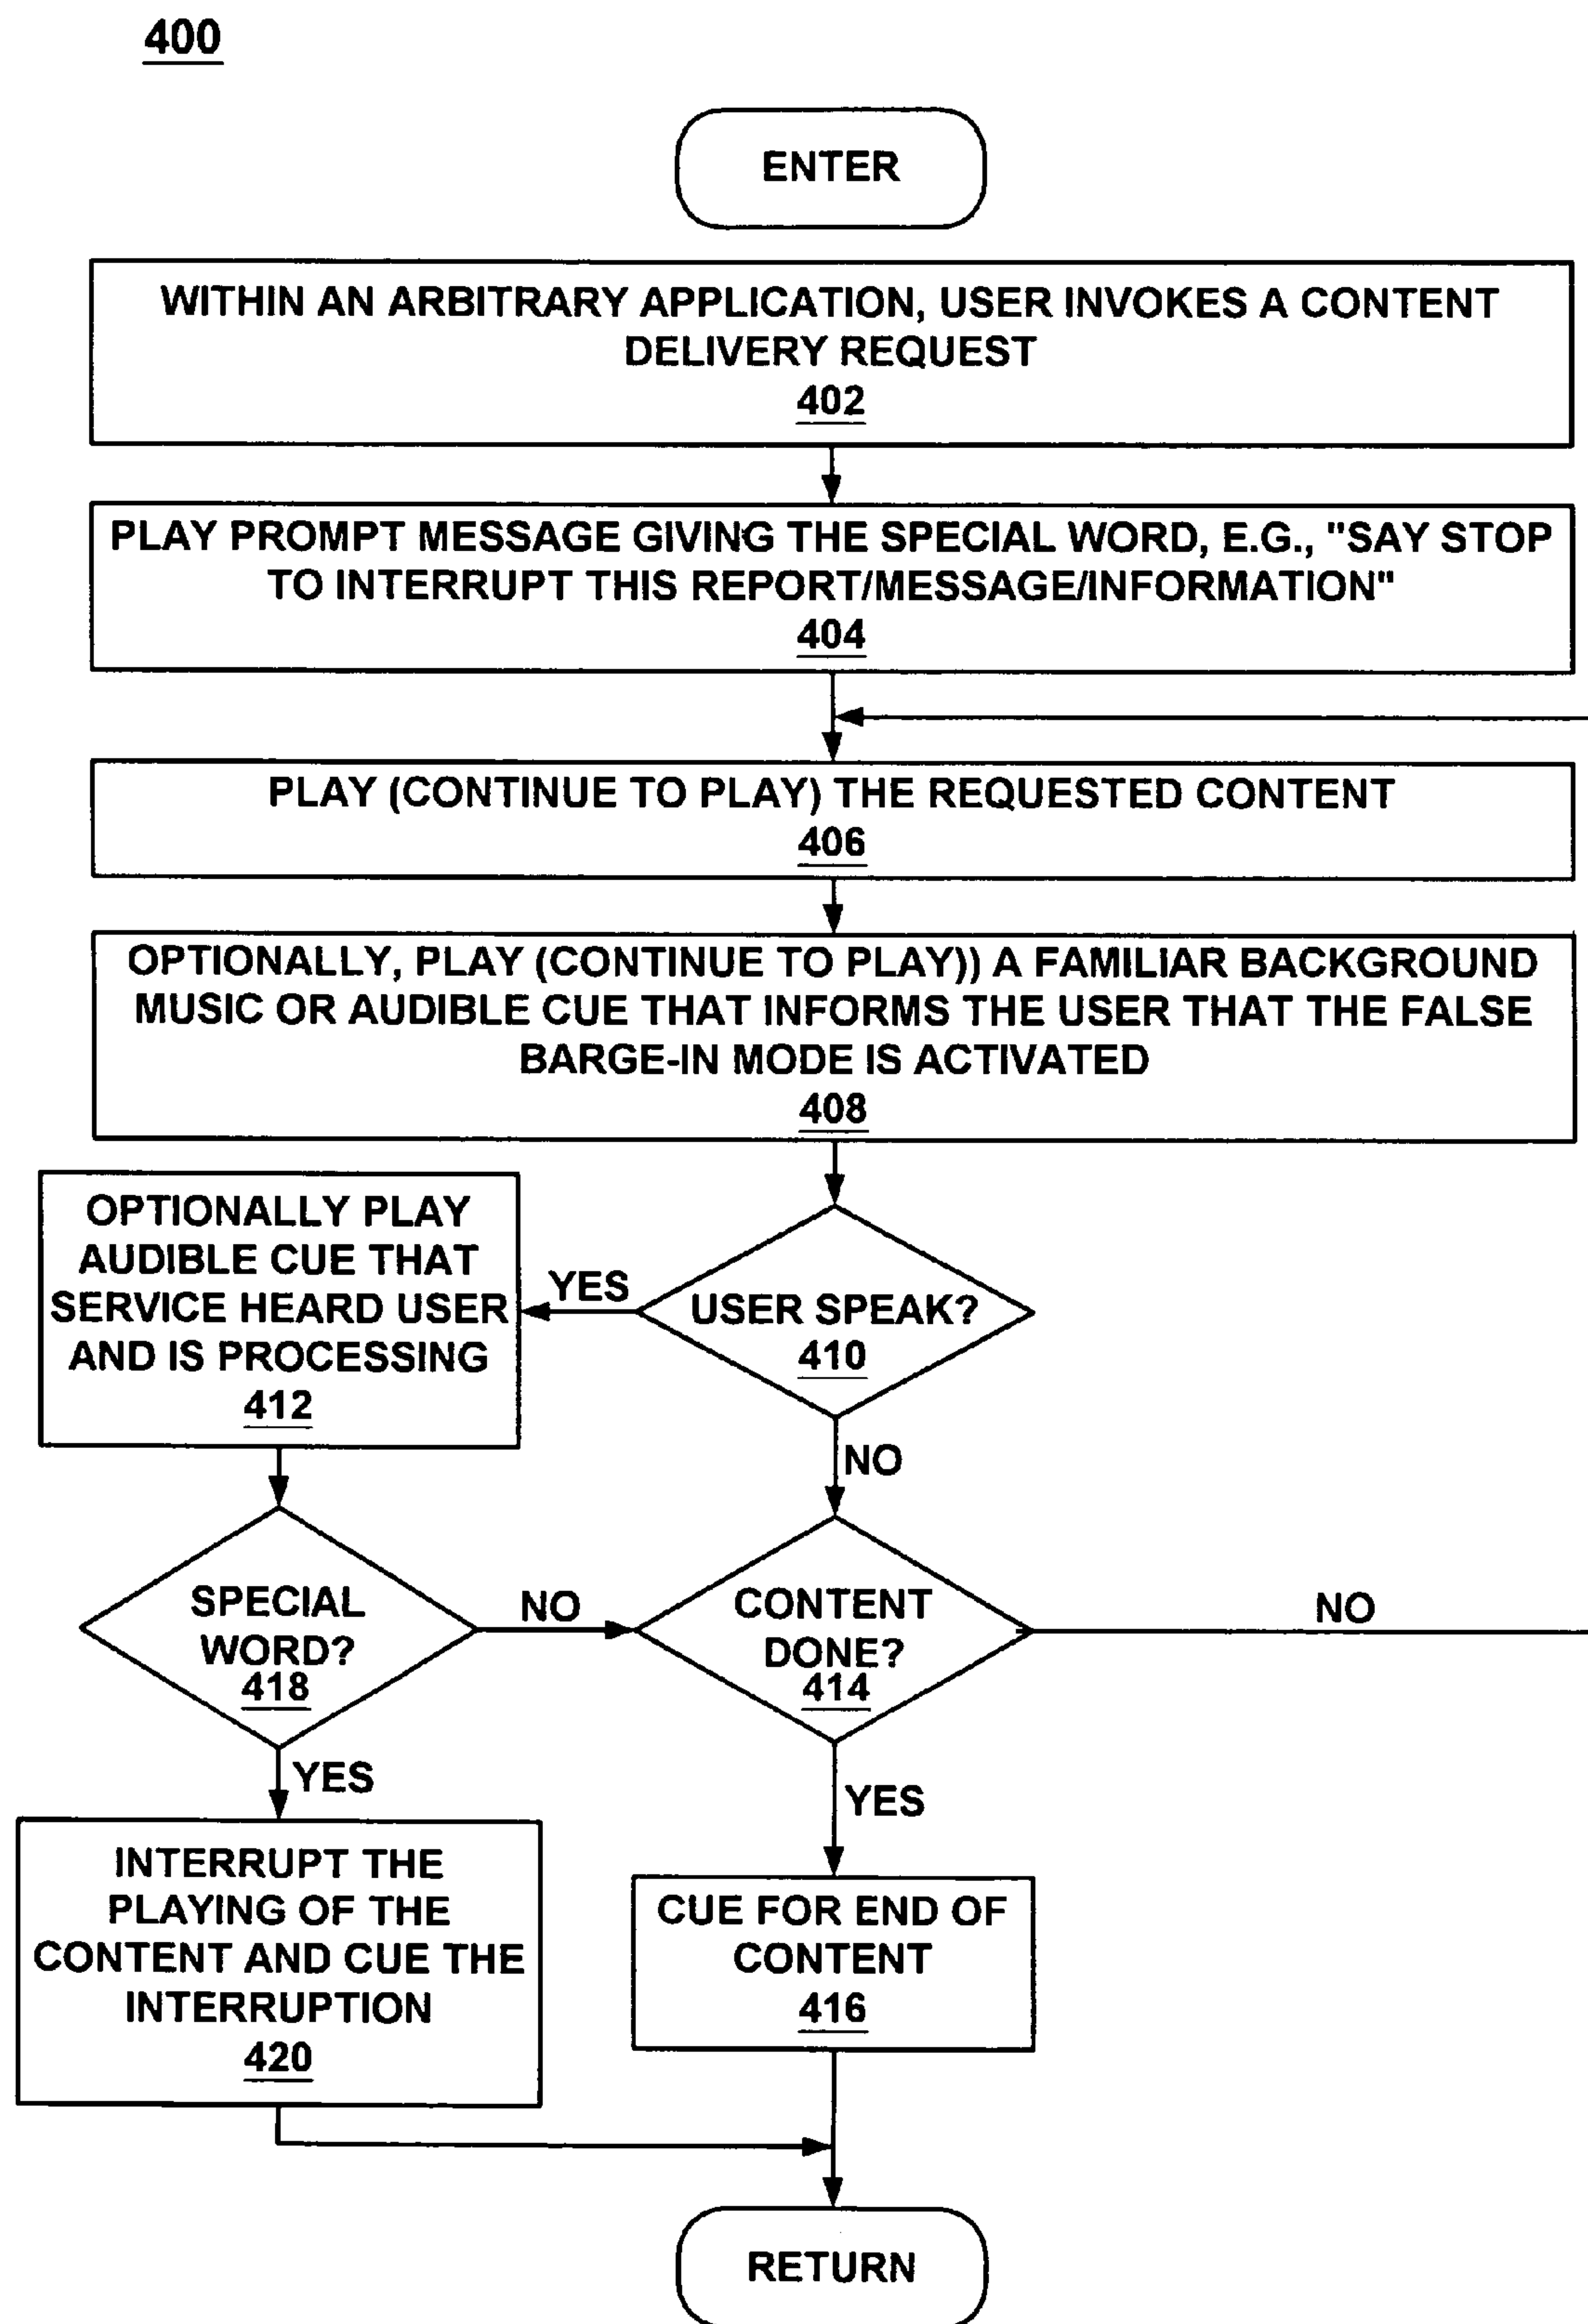 400
ENTER
WITHIN AN ARBITRARY APPLICATION, USER INVOKES A CONTENT
DELIVERY REQUEST
402
PLAY PROMPT MESSAGE GIVING THE SPECIAL WORD, E.G., "SAY STOP
TO INTERRUPT THIS REPORT/MESSAGE/INFORMATION"
404
PLAY (CONTINUE TO PLAY) THE REQUESTED CONTENT
406
OPTIONALLY, PLAY (CONTINUE TO PLAY)) A FAMILIAR BACKGROUND
MUSIC OR AUDIBLE CUE THAT INFORMS THE USER THAT THE FALSE
BARGE-IN MODE IS ACTIVATED
408
OPTIONALLY PLAY
AUDIBLE CUE THAT
SERVICE HEARD USER
AND IS PROCESSING
412
YES
USER SPEAK?
410
NO
SPECIAL
WORD?
418
NO
CONTENT
DONE?
414
NO
YES
YES
INTERRUPT THE
PLAYING OF THE
CONTENT AND CUE THE
INTERRUPTION
420
CUE FOR END OF
CONTENT
416
RETURN